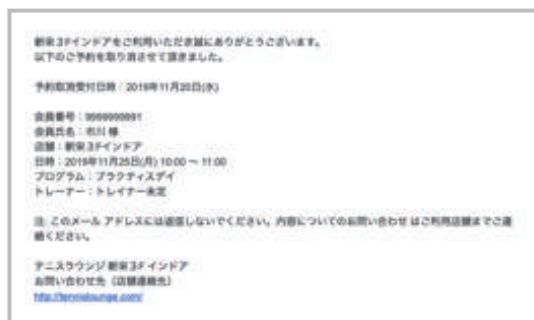 新栄3Fインドアをご利用いただき誠にありがとうございます。
以下のご予約を取り消させて頂きました。
予約取消受付日時：2019年11月20日(水)
会員番号：9999999991
会員氏名：市川 様
店舗：新栄3Fインドア
日時：2019年11月25日(月) 10:00 〜 11:00
プログラム：プラクティスデイ
トレーナー：トレイナー未定
注: このメール アドレスには返信しないでください。内容についてのお問い合わせ はご利用店舗までご連
絡ください。
テニスラウンジ 新栄3F インドア
お問い合わせ先（店舗連絡先）
http://tennislounge.com/